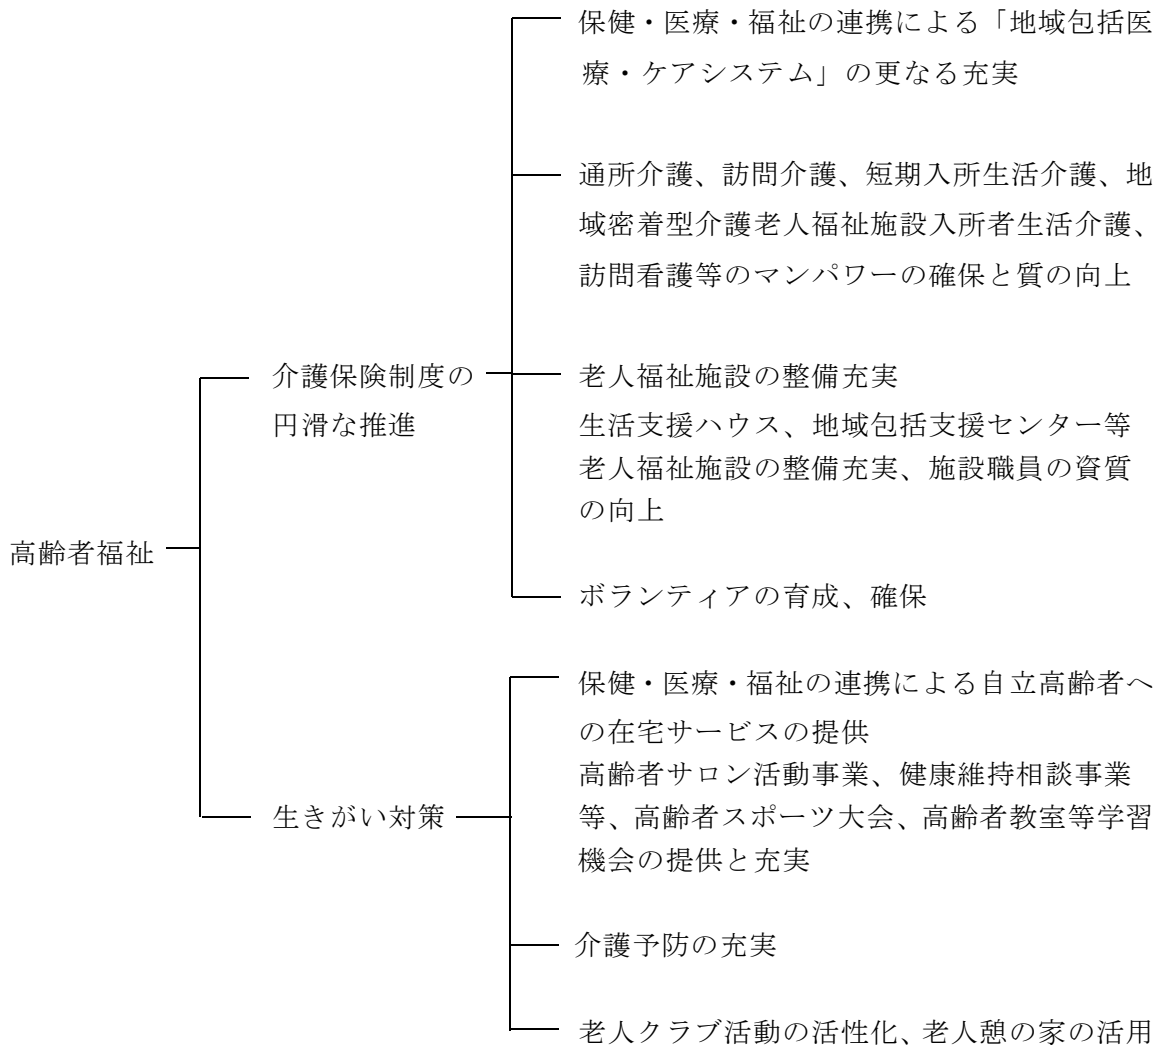 保健・医療・福祉の連携による「地域包括医
療・ケアシステム」の更なる充実
通所介護、訪問介護、短期入所生活介護、地
域密着型介護老人福祉施設入所者生活介護、
訪問看護等のマンパワーの確保と質の向上
介護保険制度の
円滑な推進
老人福祉施設の整備充実
生活支援ハウス、地域包括支援センター等
老人福祉施設の整備充実、施設職員の資質
の向上
高齢者福祉
ボランティアの育成、確保
保健・医療・福祉の連携による自立高齢者へ
の在宅サービスの提供
高齢者サロン活動事業、健康維持相談事業
等、高齢者スポーツ大会、高齢者教室等学習
機会の提供と充実
生きがい対策
介護予防の充実
老人クラブ活動の活性化、老人憩の家の活用